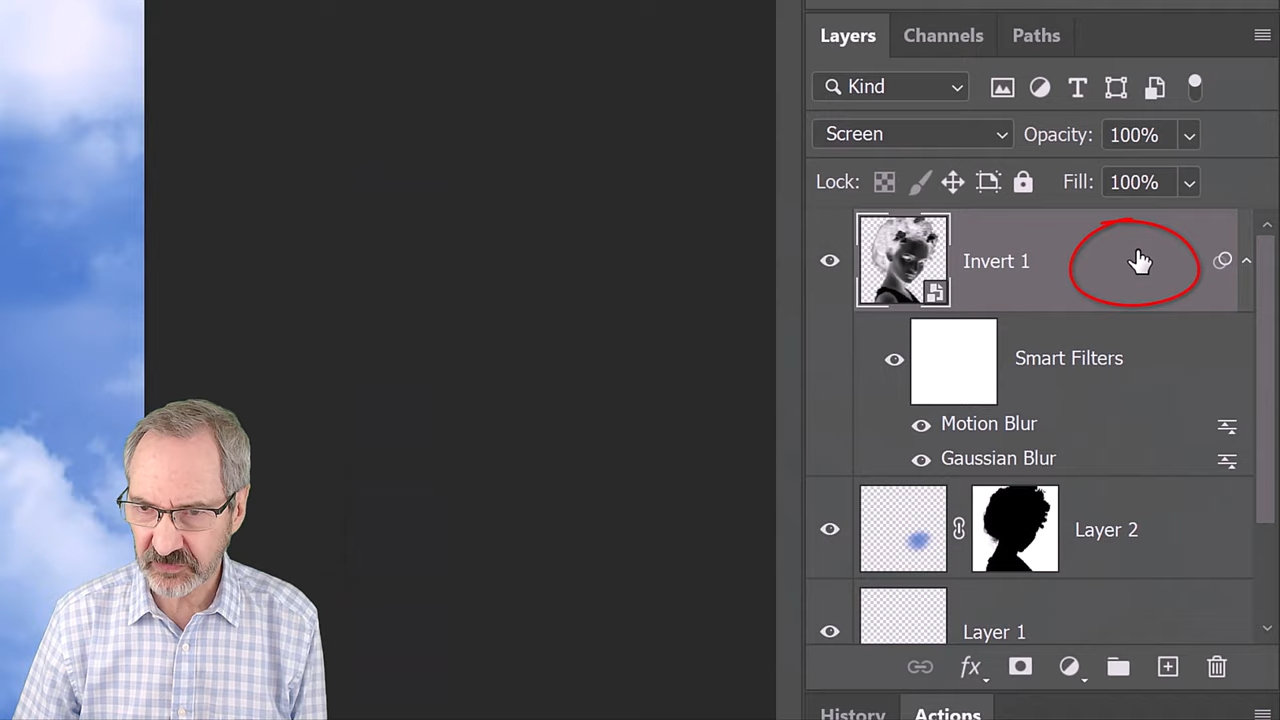 Layers Channels Paths
Kind
Screen Opacity: 100%
Lock: Fill: 100%
Invert 1
Smart Filters
Motion Blur
Gaussian Blur
Layer 2
Layer 1
fx
History Actions